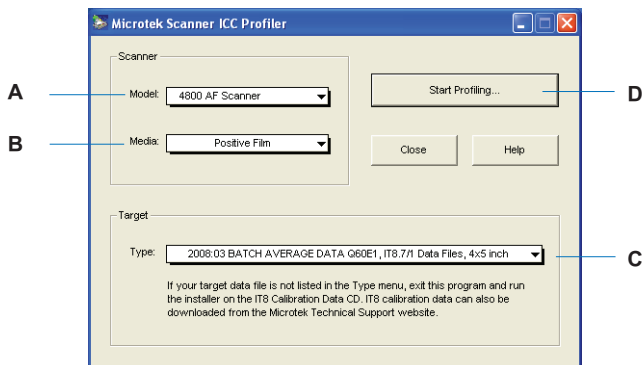 Microtek Scanner ICC Profiler
Scanner
A
Model: 4800 AF Scanner
Start Profiling...
D
B
Media: Positive Film
Close
Help
Target
Type: 2008:03 BATCH AVERAGE DATA Q60E1, IT8.7/1 Data Files, 4x5 inch
C
If your target data file is not listed in the Type menu, exit this program and run
the installer on the IT8 Calibration Data CD. IT8 calibration data can also be
downloaded from the Microtek Technical Support website.